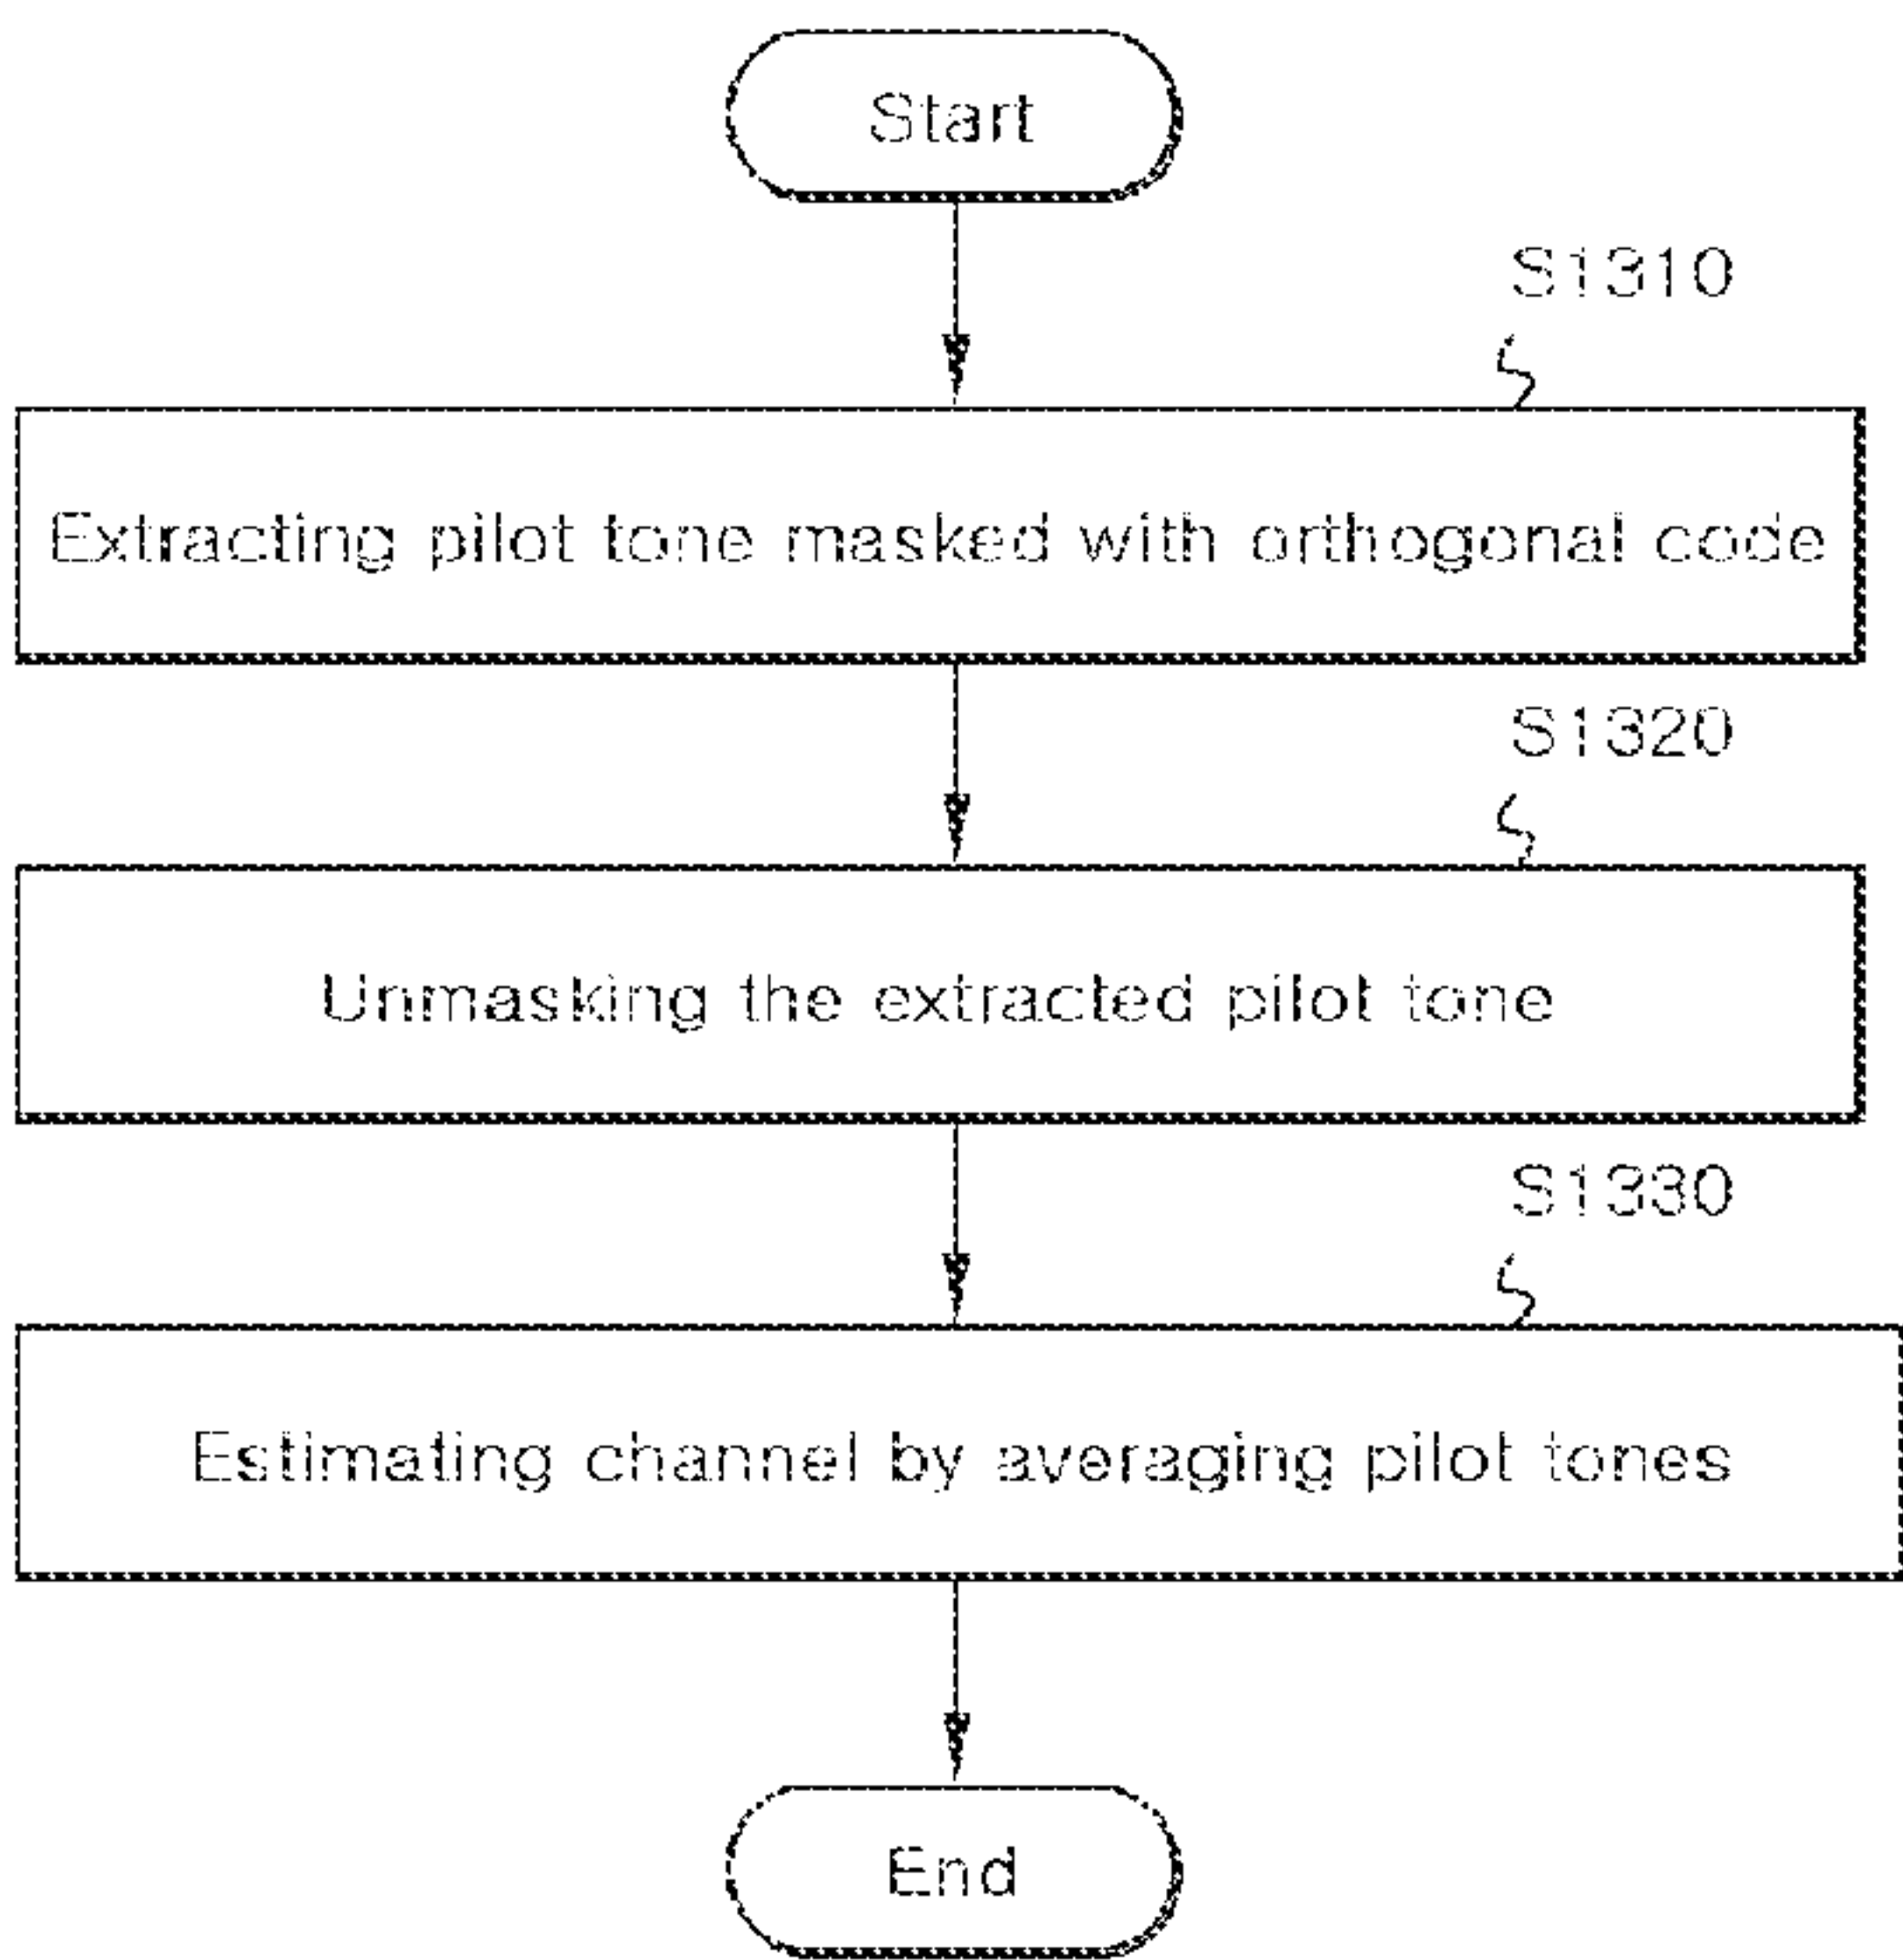 Start
S1310
Extracting pilot tone masked with orthogonal code
S1320
Unmasking the extracted pilot tone
S1330
Estimating channel by averaging pilot tones
End